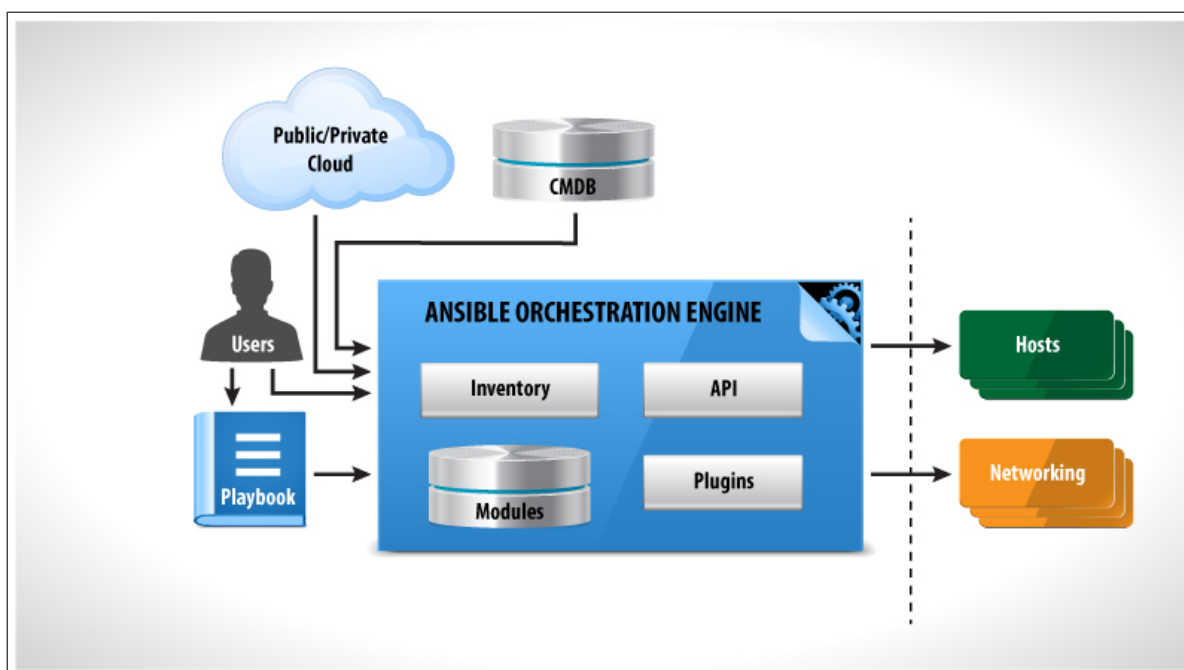 Public/Private
Cloud
CMDB
Users
Playbook
ANSIBLE ORCHESTRATION ENGINE
Inventory
API
Modules
Plugins
Hosts
Networking